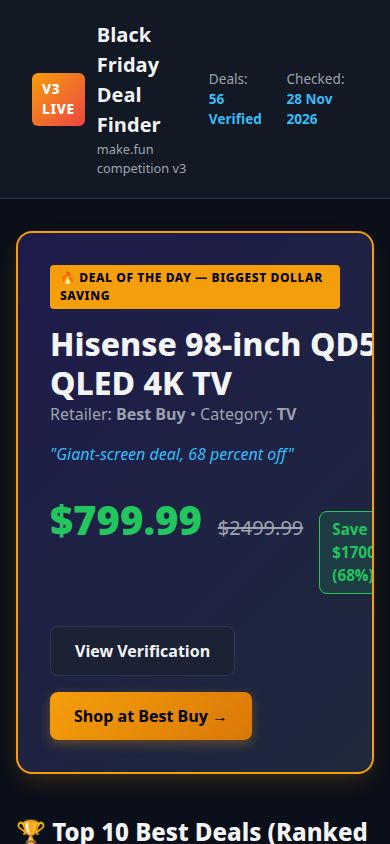 V3
LIVE
Black
Friday
Deal
Finder
make.fun
competition v3
Deals:
56
Verified
Checked:
28 Nov
2026
🔥 DEAL OF THE DAY — BIGGEST DOLLAR
SAVING
Hisense 98-inch QD5
QLED 4K TV
Retailer: Best Buy • Category: TV
"Giant-screen deal, 68 percent off"
$799.99 $2499.99
Save
$1700
(68%)
View Verification
Shop at Best Buy →
🏆 Top 10 Best Deals (Ranked